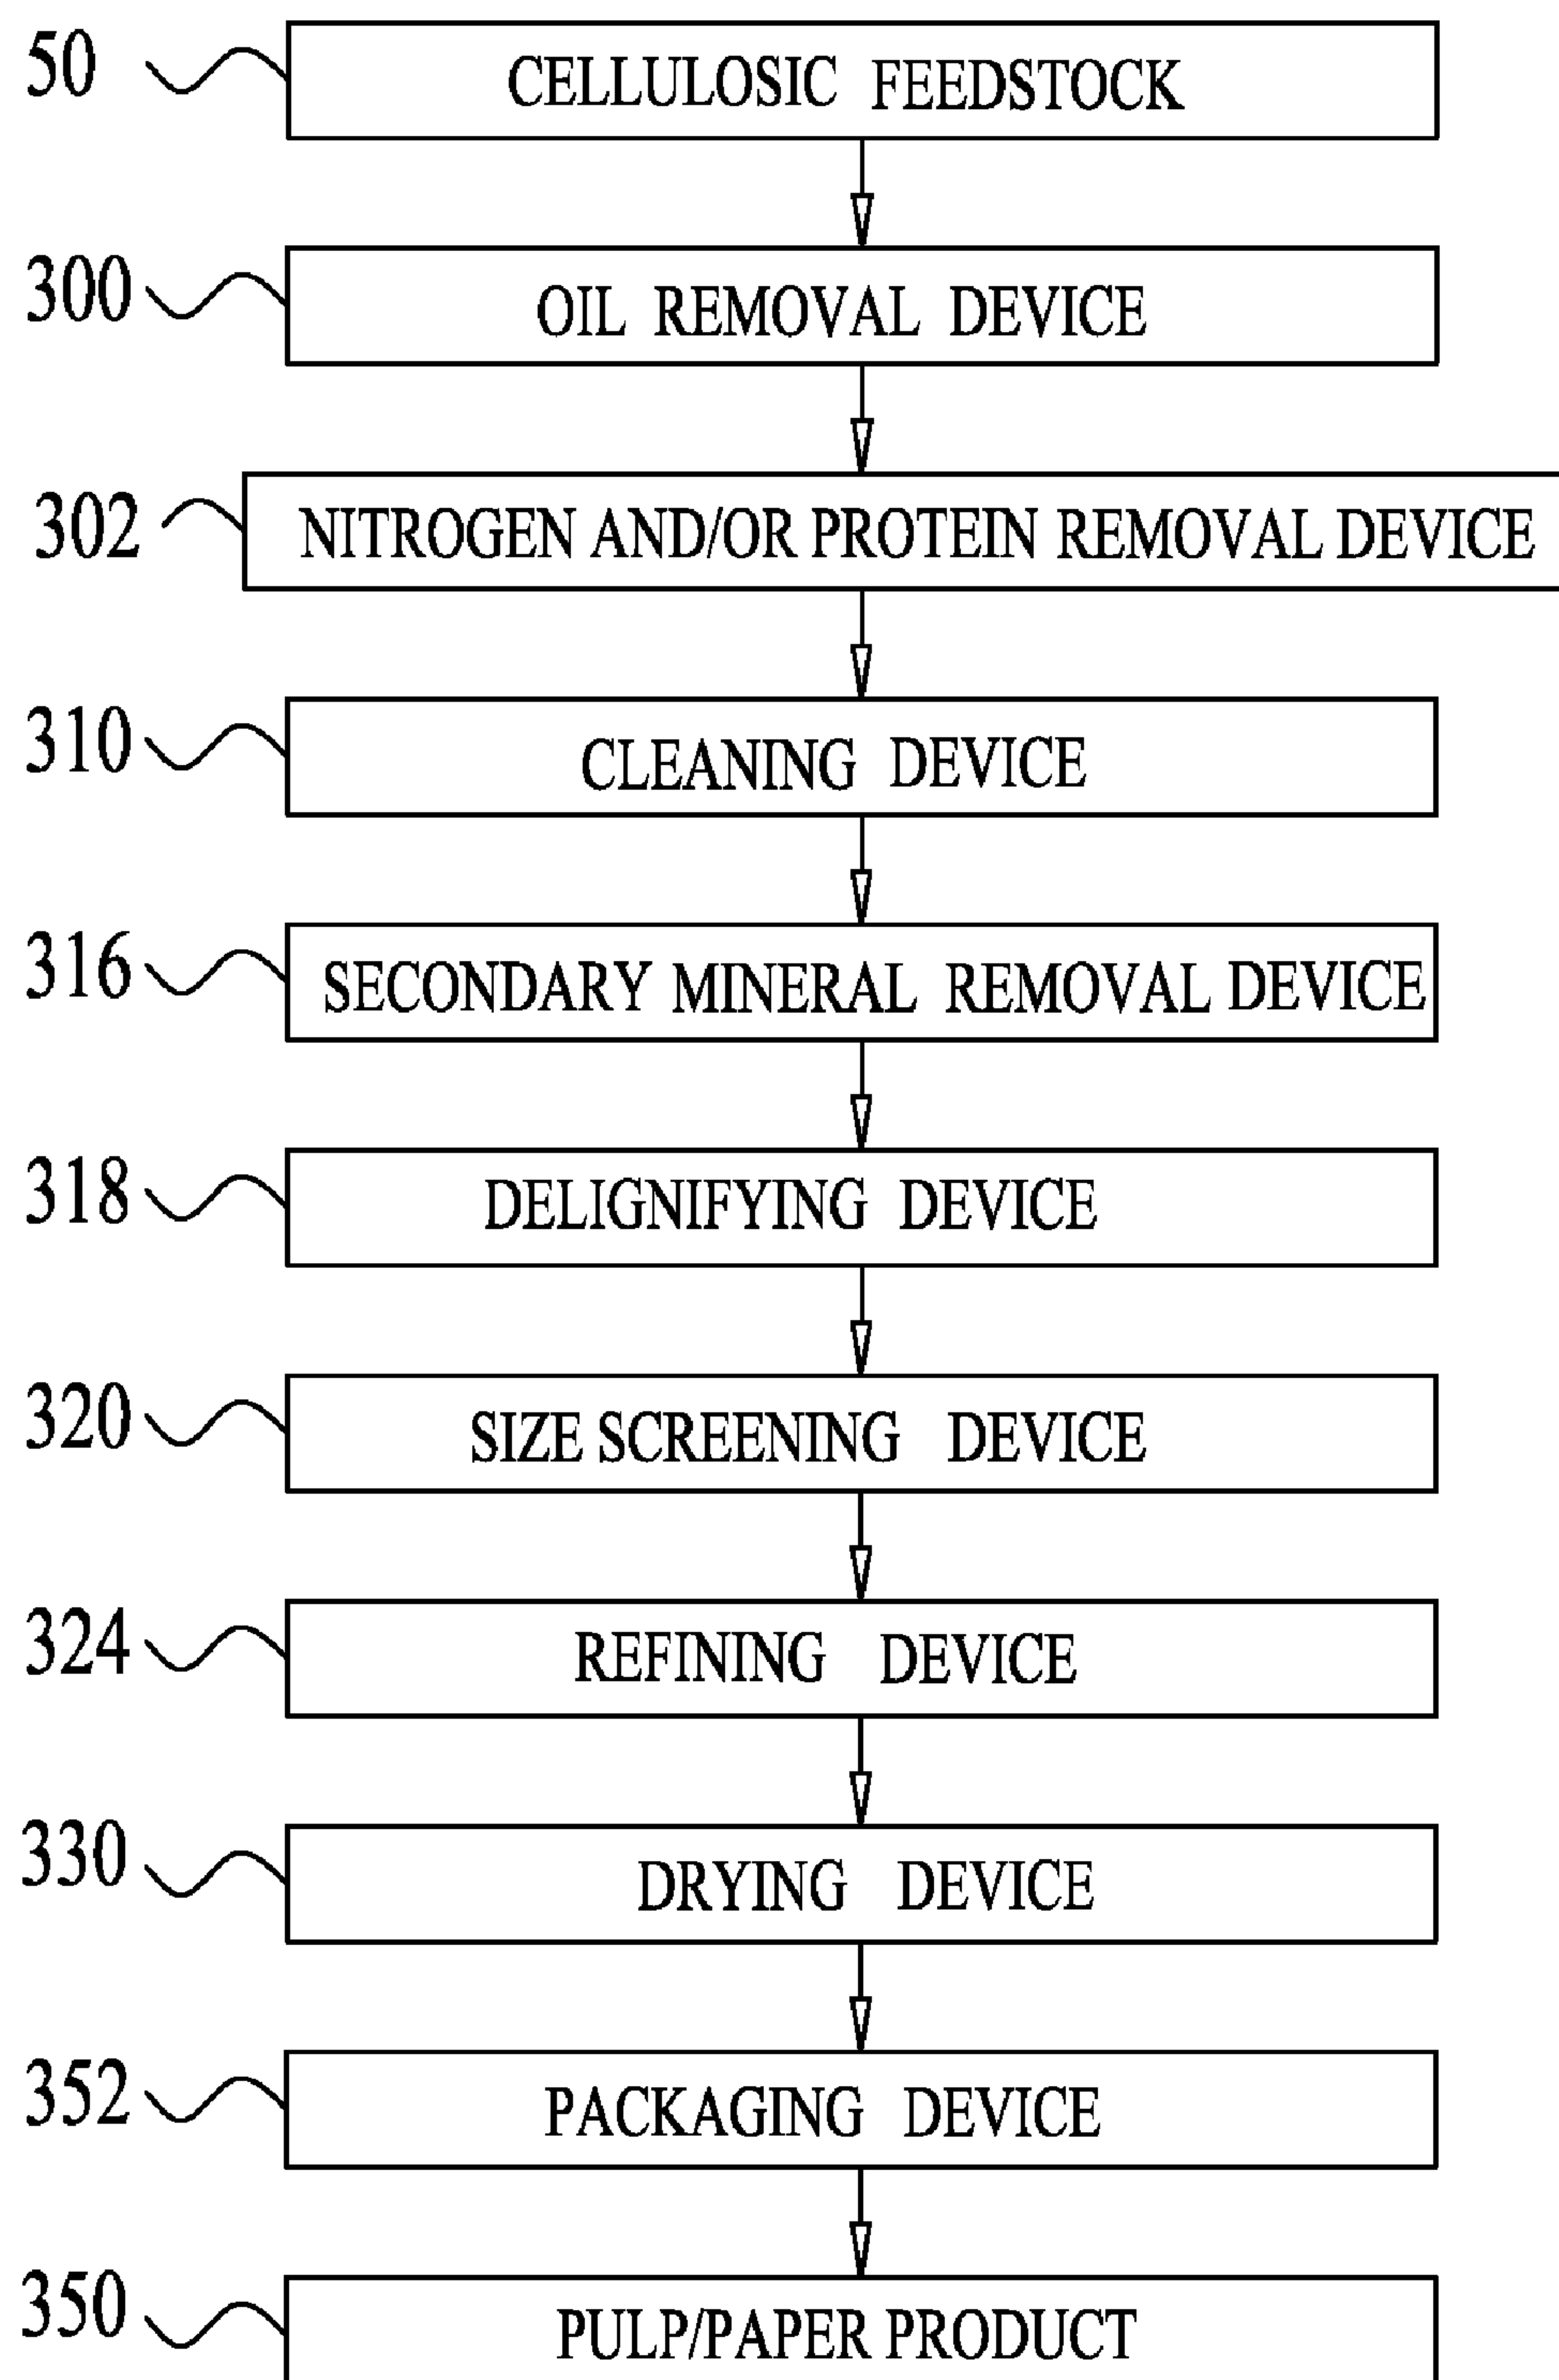 50 CELLULOSIC FEEDSTOCK
300 OIL REMOVAL DEVICE
302 NITROGEN AND/OR PROTEIN REMOVAL DEVICE
310 CLEANING DEVICE
316 SECONDARY MINERAL REMOVAL DEVICE
318 DELIGNIFYING DEVICE
320 SIZE SCREENING DEVICE
324 REFINING DEVICE
330 DRYING DEVICE
352 PACKAGING DEVICE
350 PULP/PAPER PRODUCT